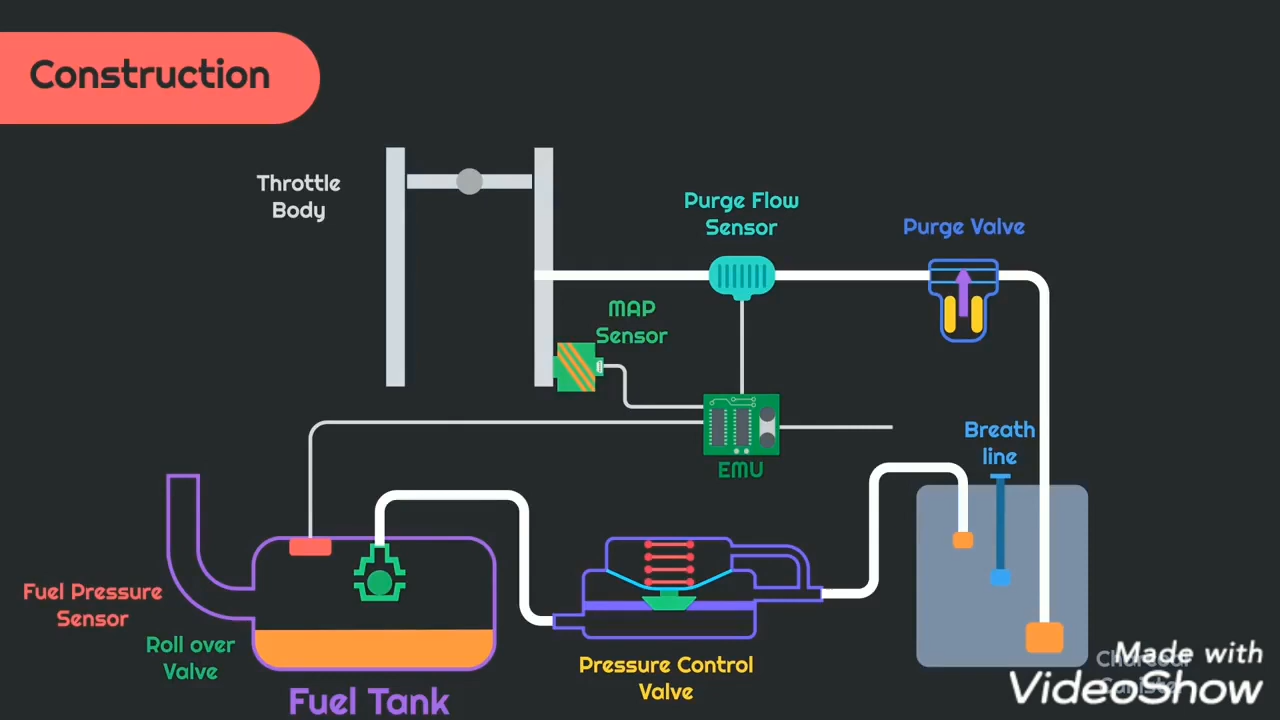 Construction
Throttle
Body
Purge Flow
Sensor
Purge Valve
MAP
Sensor
EMU
Breath
line
Fuel Pressure
Sensor
Roll over
Valve
Fuel Tank
Pressure Control
Valve
Made with
VideoShow